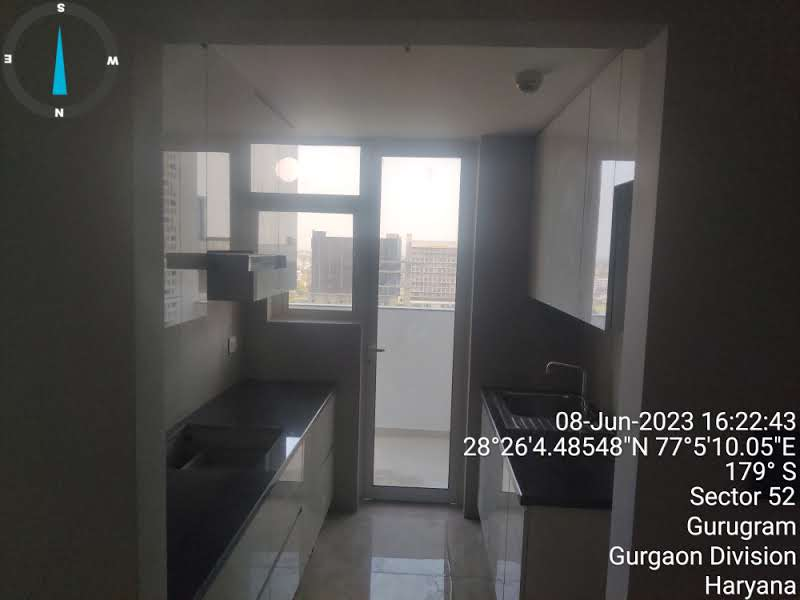 S
E
W
N
08-Jun-2023 16:22:43
28°26'4.48548"N 77°5'10.05"E
179° S
Sector 52
Gurugram
Gurgaon Division
Haryana